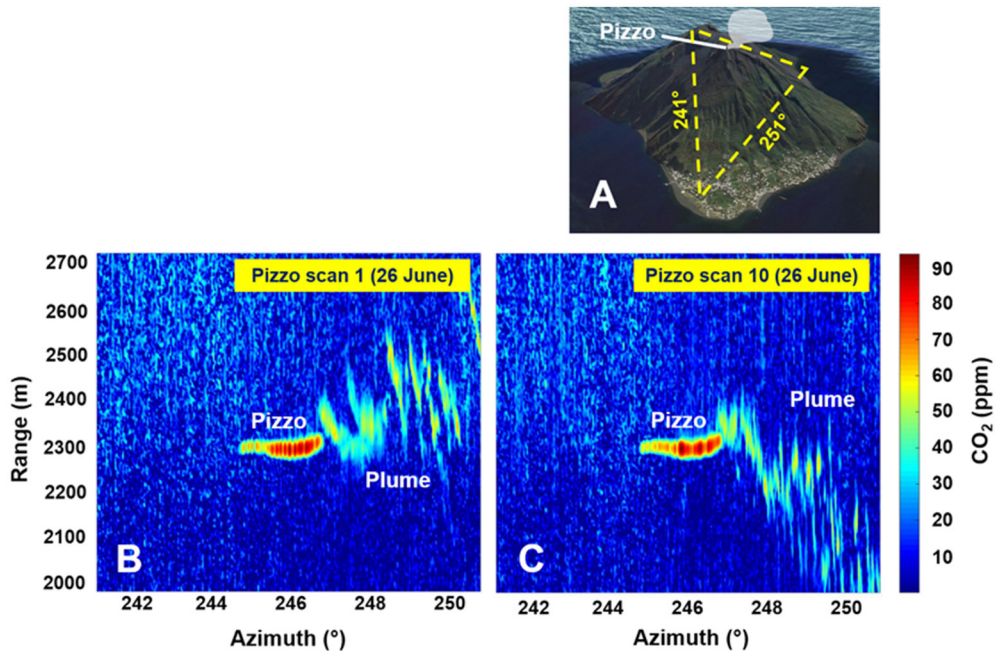 Pizzo
241°
251°
A
Pizzo scan 1 (26 June)
Pizzo scan 10 (26 June)
2700
2600
2500
2400
2300
2200
2100
2000
Range (m)
Pizzo
Plume
B
Pizzo
Plume
C
90
80
70
60
50
40
30
20
10
CO₂ (ppm)
242 244 246 248 250
242 244 246 248 250
Azimuth (°)
Azimuth (°)